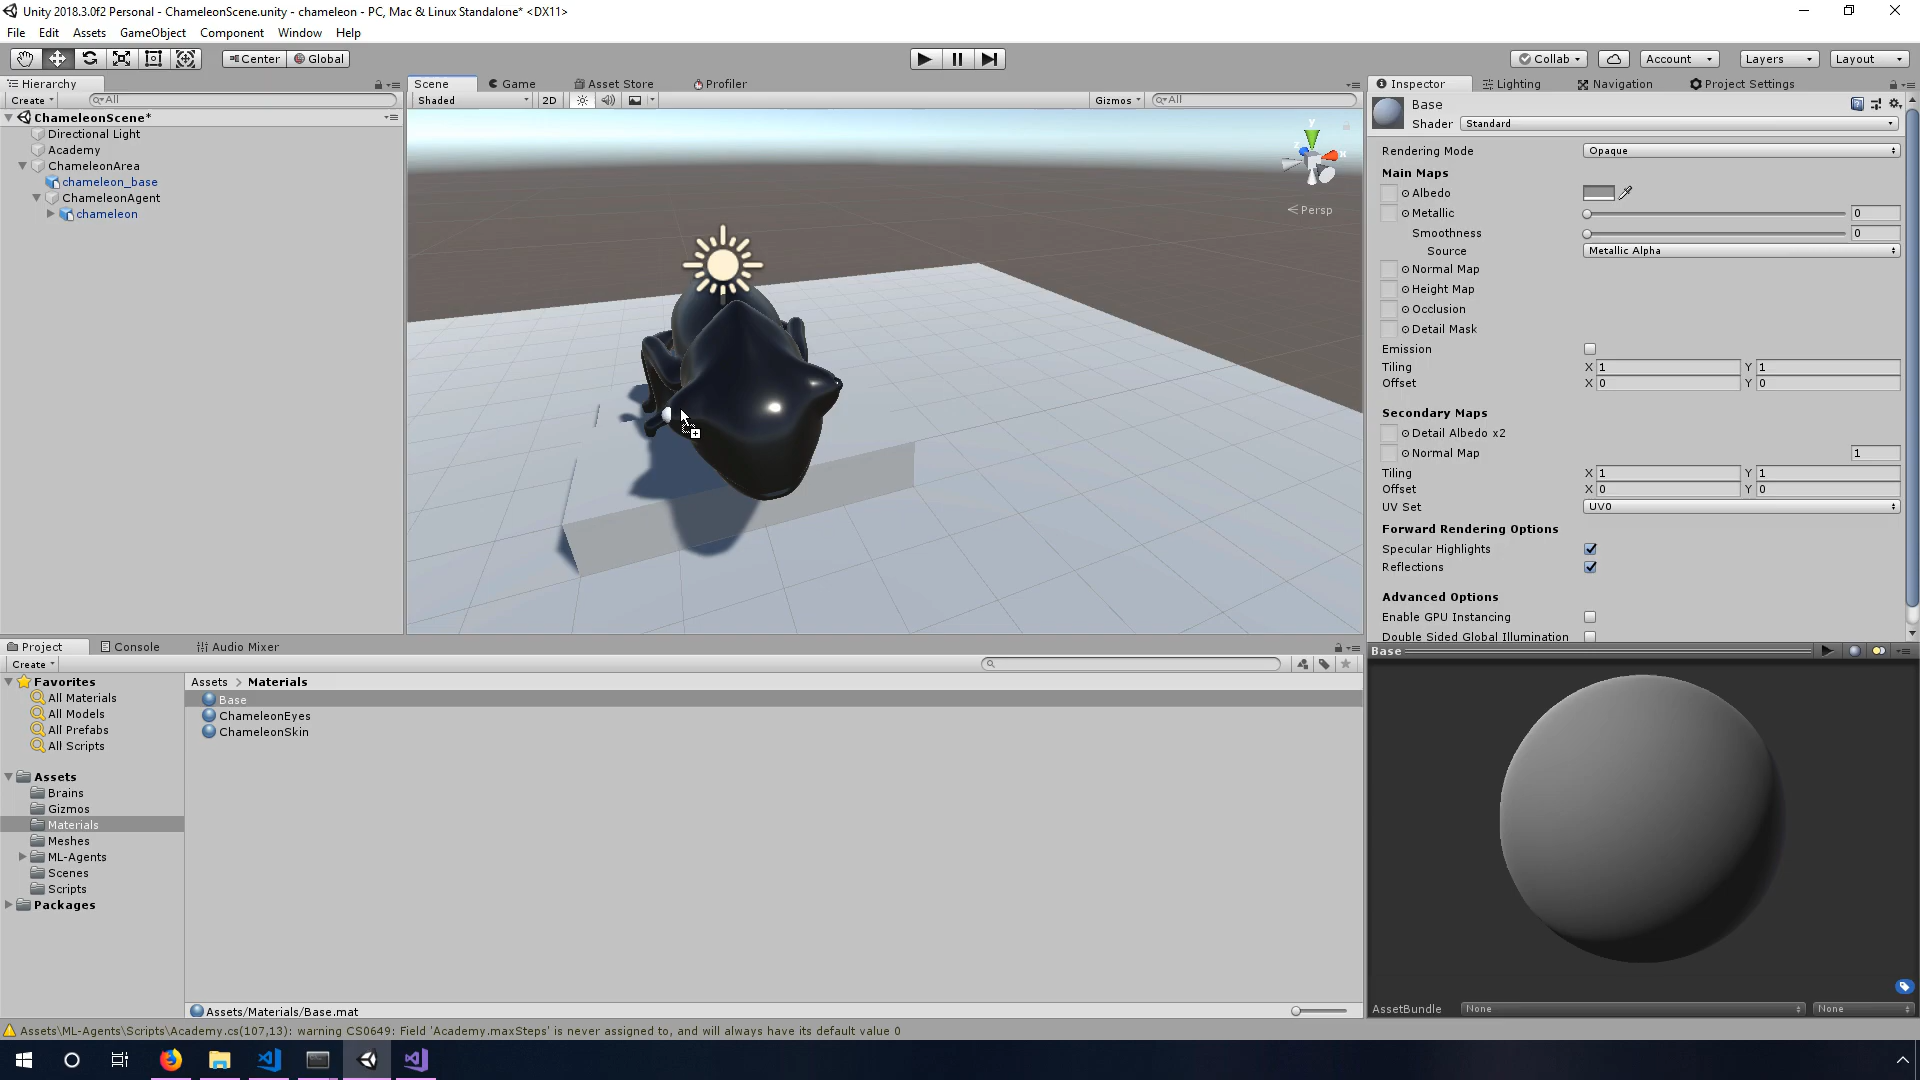 Unity 2018.3.0f2 Personal - ChameleonScene.unity - chameleon - PC, Mac & Linux Standalone* <DX11>
File Edit Assets GameObject Component Window Help
Center Global Collab Account Layers Layout
Hierarchy Scene Game Asset Store Profiler Inspector Lighting Navigation Project Settings
Create All Shaded 2D Gizmos All
Base
Shader Standard
ChameleonScene*
Directional Light
Academy
ChameleonArea
chameleon_base
ChameleonAgent
chameleon
y
x
z
Persp
Rendering Mode Opaque
Main Maps
Albedo
Metallic 0
Smoothness 0
Source Metallic Alpha
Normal Map
Height Map
Occlusion
Detail Mask
Emission
Tiling X 1 Y 1
Offset X 0 Y 0
Secondary Maps
Detail Albedo x2
Normal Map 1
Tiling X 1 Y 1
Offset X 0 Y 0
UV Set UV0
Forward Rendering Options
Specular Highlights
Reflections
Advanced Options
Enable GPU Instancing
Double Sided Global Illumination
Project Console Audio Mixer
Create
Base
Favorites
All Materials
All Models
All Prefabs
All Scripts
Assets
Brains
Gizmos
Materials
Meshes
ML-Agents
Scenes
Scripts
Packages
Assets > Materials
Base
ChameleonEyes
ChameleonSkin
Assets/Materials/Base.mat
AssetBundle None None
Assets\ML-Agents\Scripts\Academy.cs(107,13): warning CS0649: Field 'Academy.maxSteps' is never assigned to, and will always have its default value 0